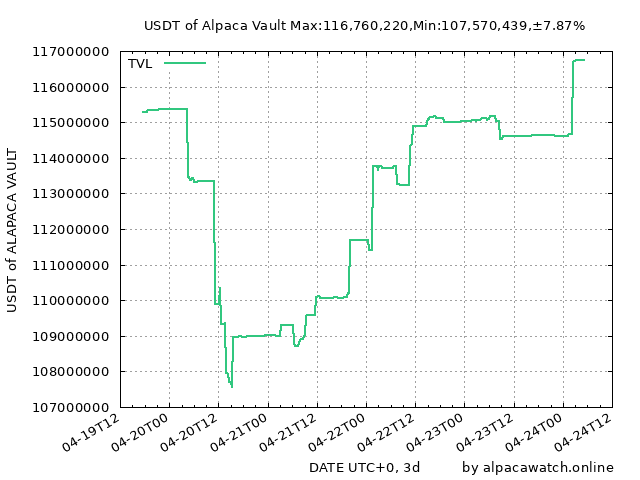 USDT of Alpaca Vault Max:116,760,220,Min:107,570,439,±7.87%
117000000
TVL
116000000
115000000
114000000
113000000
112000000
111000000
110000000
109000000
108000000
107000000
USDT of ALAPACA VAULT
04-19T12
04-20T00
04-20T12
04-21T00
04-21T12
04-22T00
04-22T12
04-23T00
04-23T12
04-24T00
04-24T12
DATE UTC+0, 3d
by alpacawatch.online